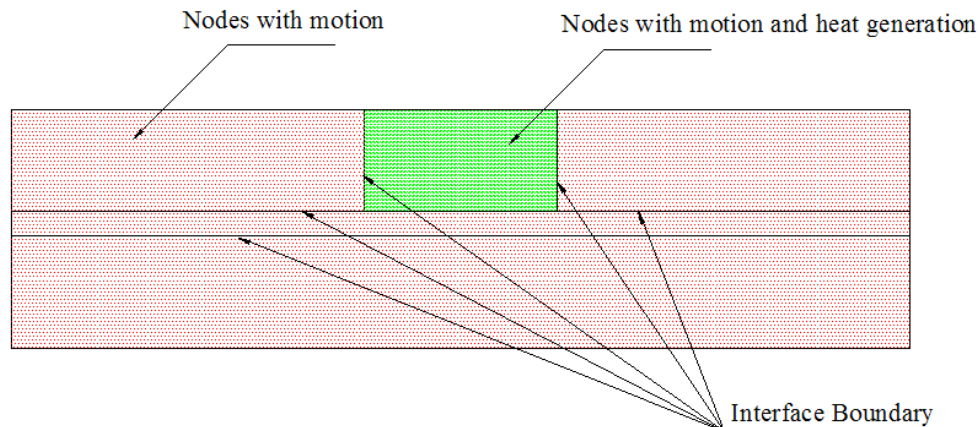 Nodes with motion
Nodes with motion and heat generation
Interface Boundary